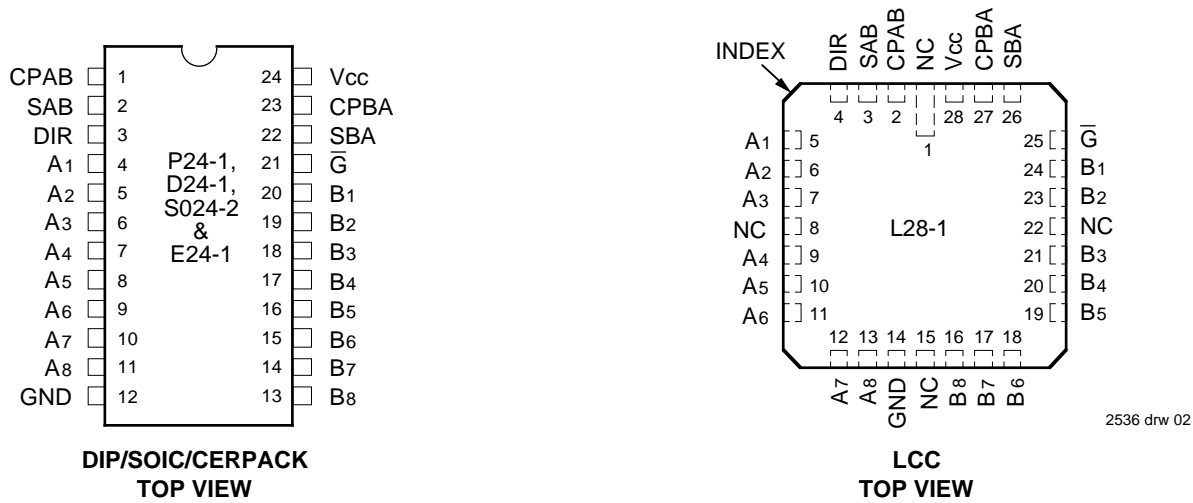 CPAB 1 24 Vcc
SAB 2 23 CPBA
DIR 3 22 SBA
A1 4 21 G̅
A2 5 20 B1
A3 6 19 B2
A4 7 18 B3
A5 8 17 B4
A6 9 16 B5
A7 10 15 B6
A8 11 14 B7
GND 12 13 B8
P24-1,
D24-1,
S024-2
&
E24-1
DIP/SOIC/CERPACK
TOP VIEW
INDEX
DIR SAB CPAB NC Vcc CPBA SBA
4 3 2 1 28 27 26
A1 5 25 G̅
A2 6 24 B1
A3 7 23 B2
NC 8 L28-1 22 NC
A4 9 21 B3
A5 10 20 B4
A6 11 19 B5
12 13 14 15 16 17 18
A7 A8 GND NC B8 B7 B6
2536 drw 02
LCC
TOP VIEW